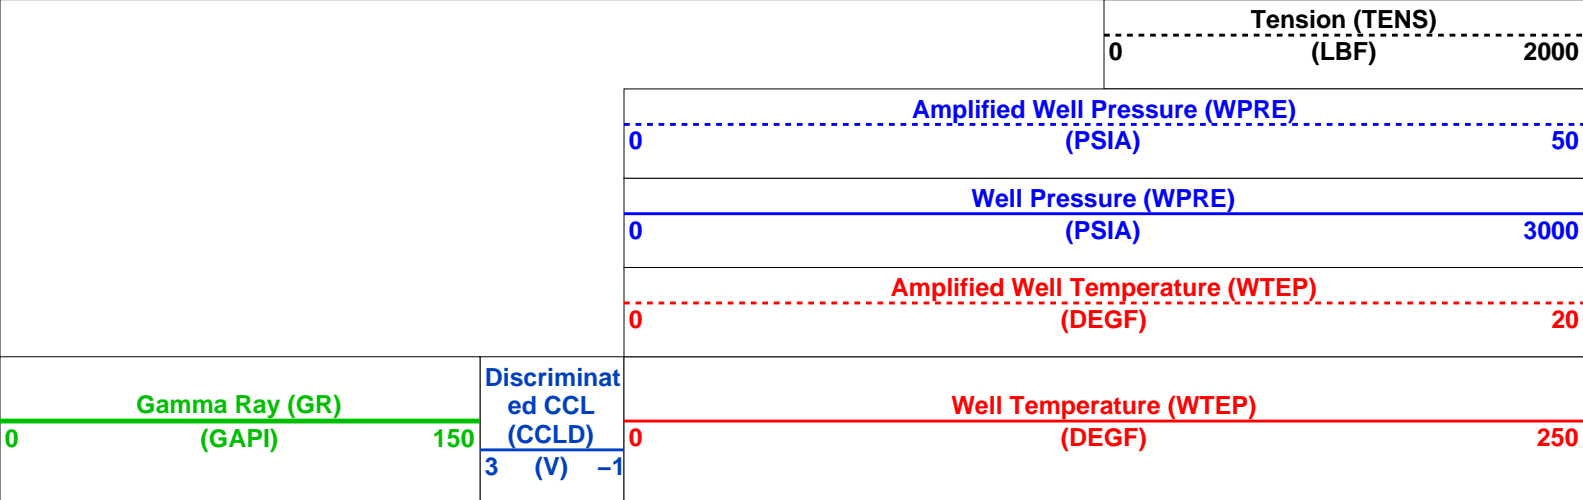 Tension (TENS)
0 (LBF) 2000
Amplified Well Pressure (WPRE)
0 (PSIA) 50
Well Pressure (WPRE)
0 (PSIA) 3000
Amplified Well Temperature (WTEP)
0 (DEGF) 20
Gamma Ray (GR)
0 (GAPI) 150
Discriminat
ed CCL
(CCLD)
3 (V) −1
Well Temperature (WTEP)
0 (DEGF) 250